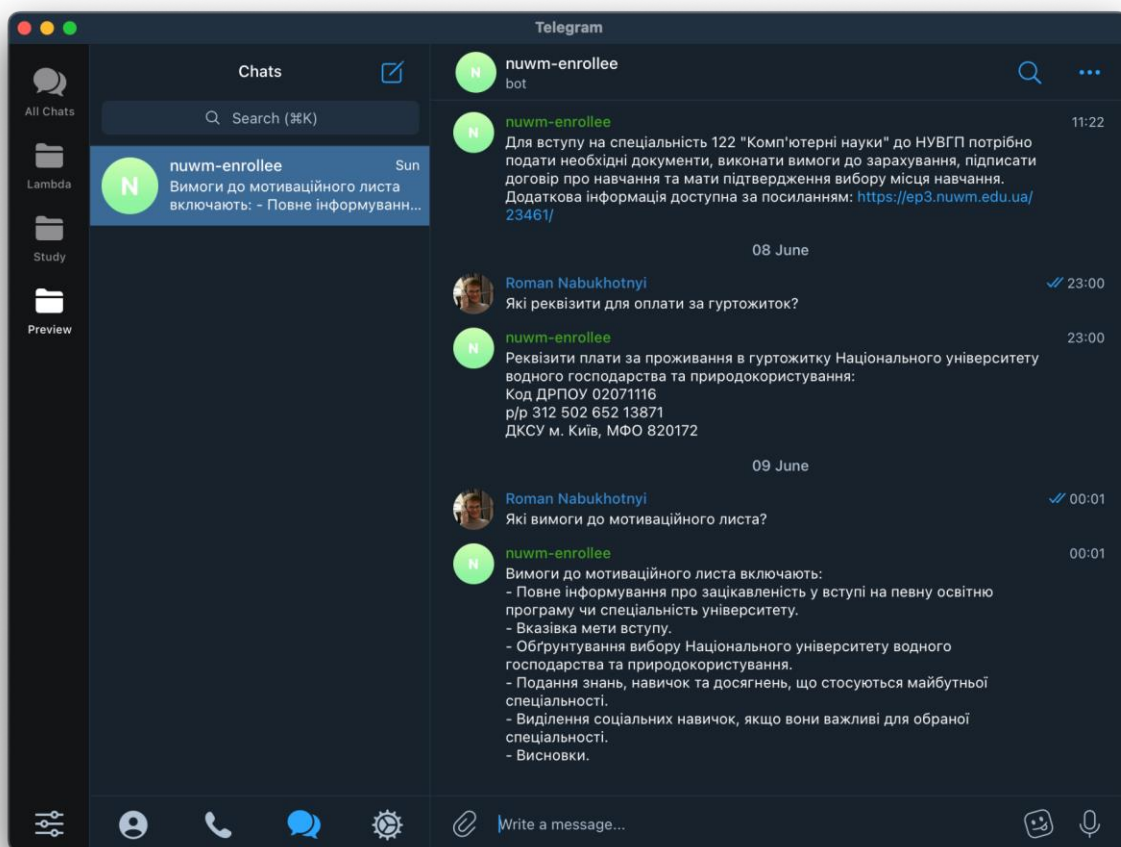 Telegram
All Chats
Lambda
Study
Preview
Chats
Search (⌘K)
N
nuwm-enrollee
Sun
Вимоги до мотиваційного листа
включають: - Повне інформуванн...
N
nuwm-enrollee
bot
N
nuwm-enrollee
11:22
Для вступу на спеціальність 122 "Комп'ютерні науки" до НУВГП потрібно
подати необхідні документи, виконати вимоги до зарахування, підписати
договір про навчання та мати підтвердження вибору місця навчання.
Додаткова інформація доступна за посиланням: https://ep3.nuwm.edu.ua/
23461/
08 June
Roman Nabukhotnyi
23:00
Які реквізити для оплати за гуртожиток?
N
nuwm-enrollee
23:00
Реквізити плати за проживання в гуртожитку Національного університету
водного господарства та природокористування:
Код ДРПОУ 02071116
р/р 312 502 652 13871
ДКСУ м. Київ, МФО 820172
09 June
Roman Nabukhotnyi
00:01
Які вимоги до мотиваційного листа?
N
nuwm-enrollee
00:01
Вимоги до мотиваційного листа включають:
- Повне інформування про зацікавленість у вступі на певну освітню
програму чи спеціальність університету.
- Вказівка мети вступу.
- Обґрунтування вибору Національного університету водного
господарства та природокористування.
- Подання знань, навичок та досягнень, що стосуються майбутньої
спеціальності.
- Виділення соціальних навичок, якщо вони важливі для обраної
спеціальності.
- Висновки.
Write a message...